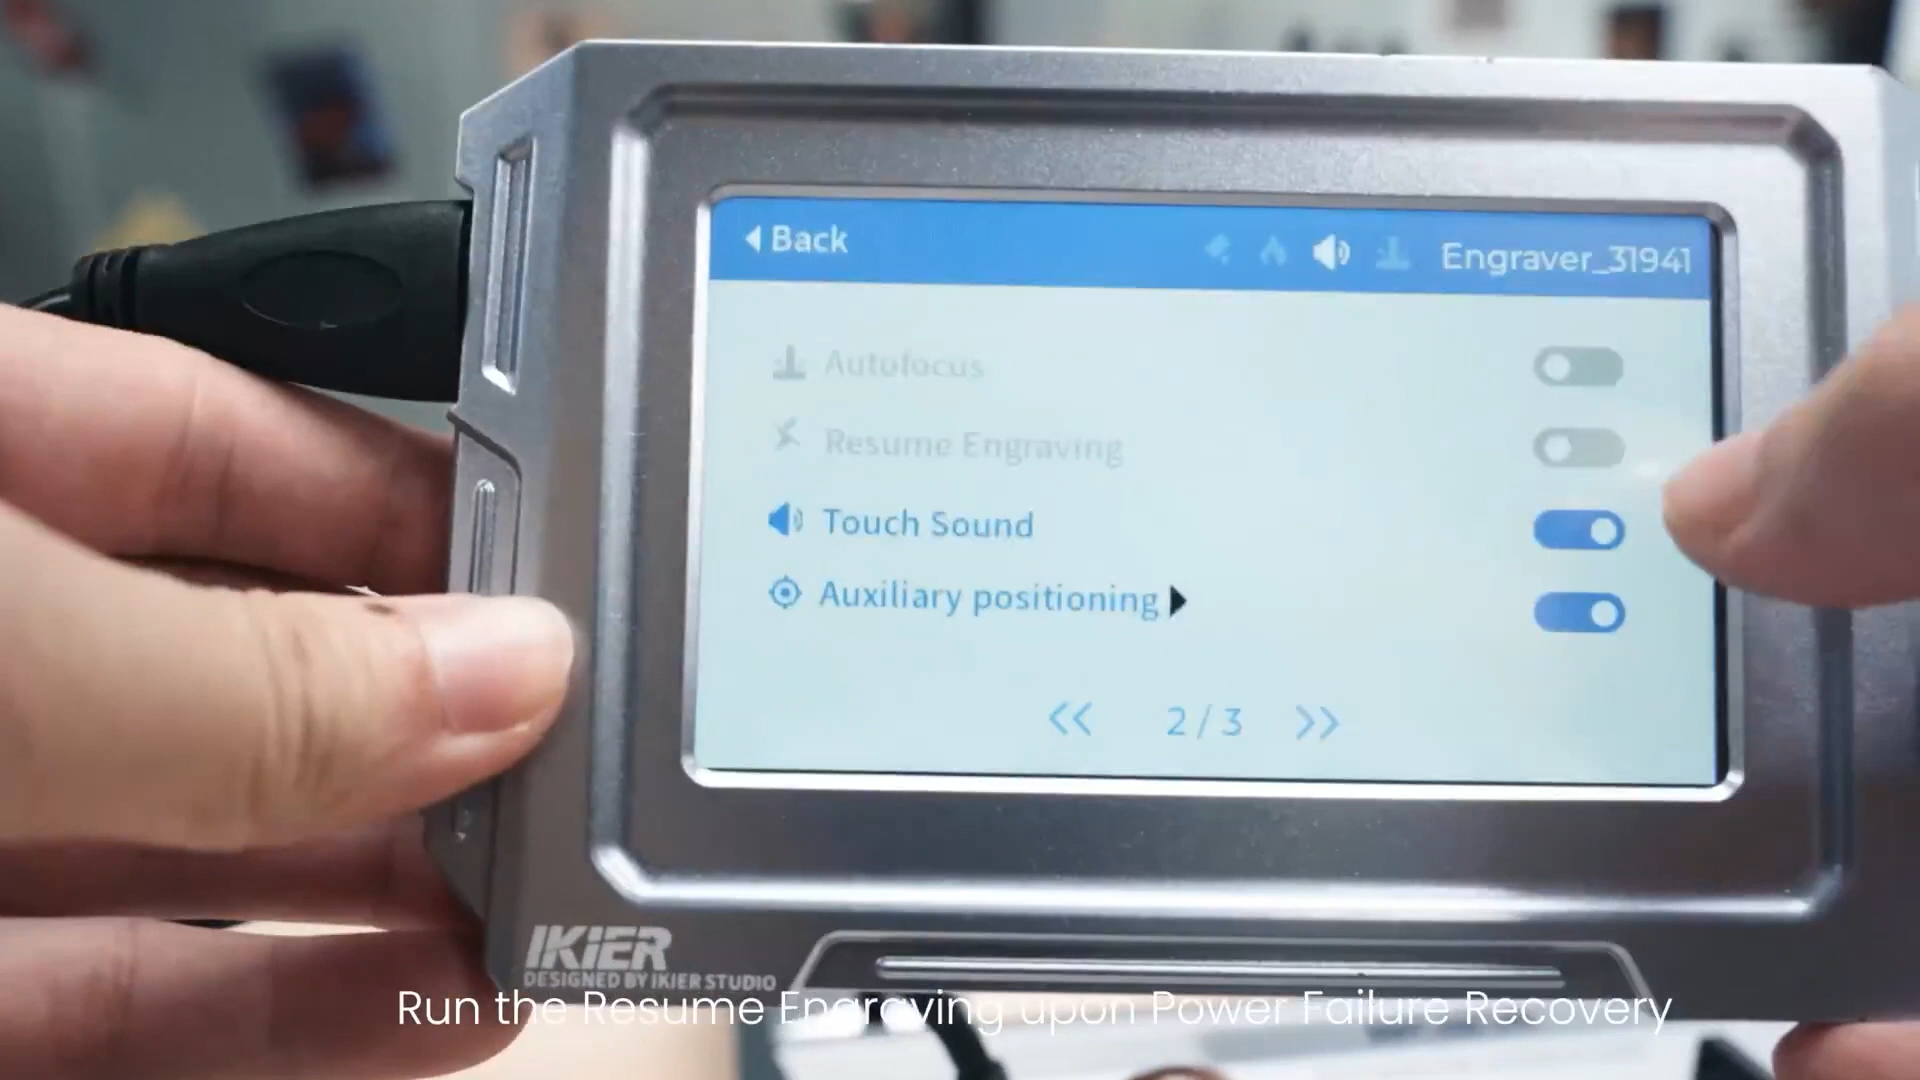 Back
Engraver_31941
Autofocus
Resume Engraving
Touch Sound
Auxiliary positioning
<< 2/3 >>
IKiER
DESIGNED BY IKIER STUDIO
Run the Resume Engraving upon Power Failure Recovery